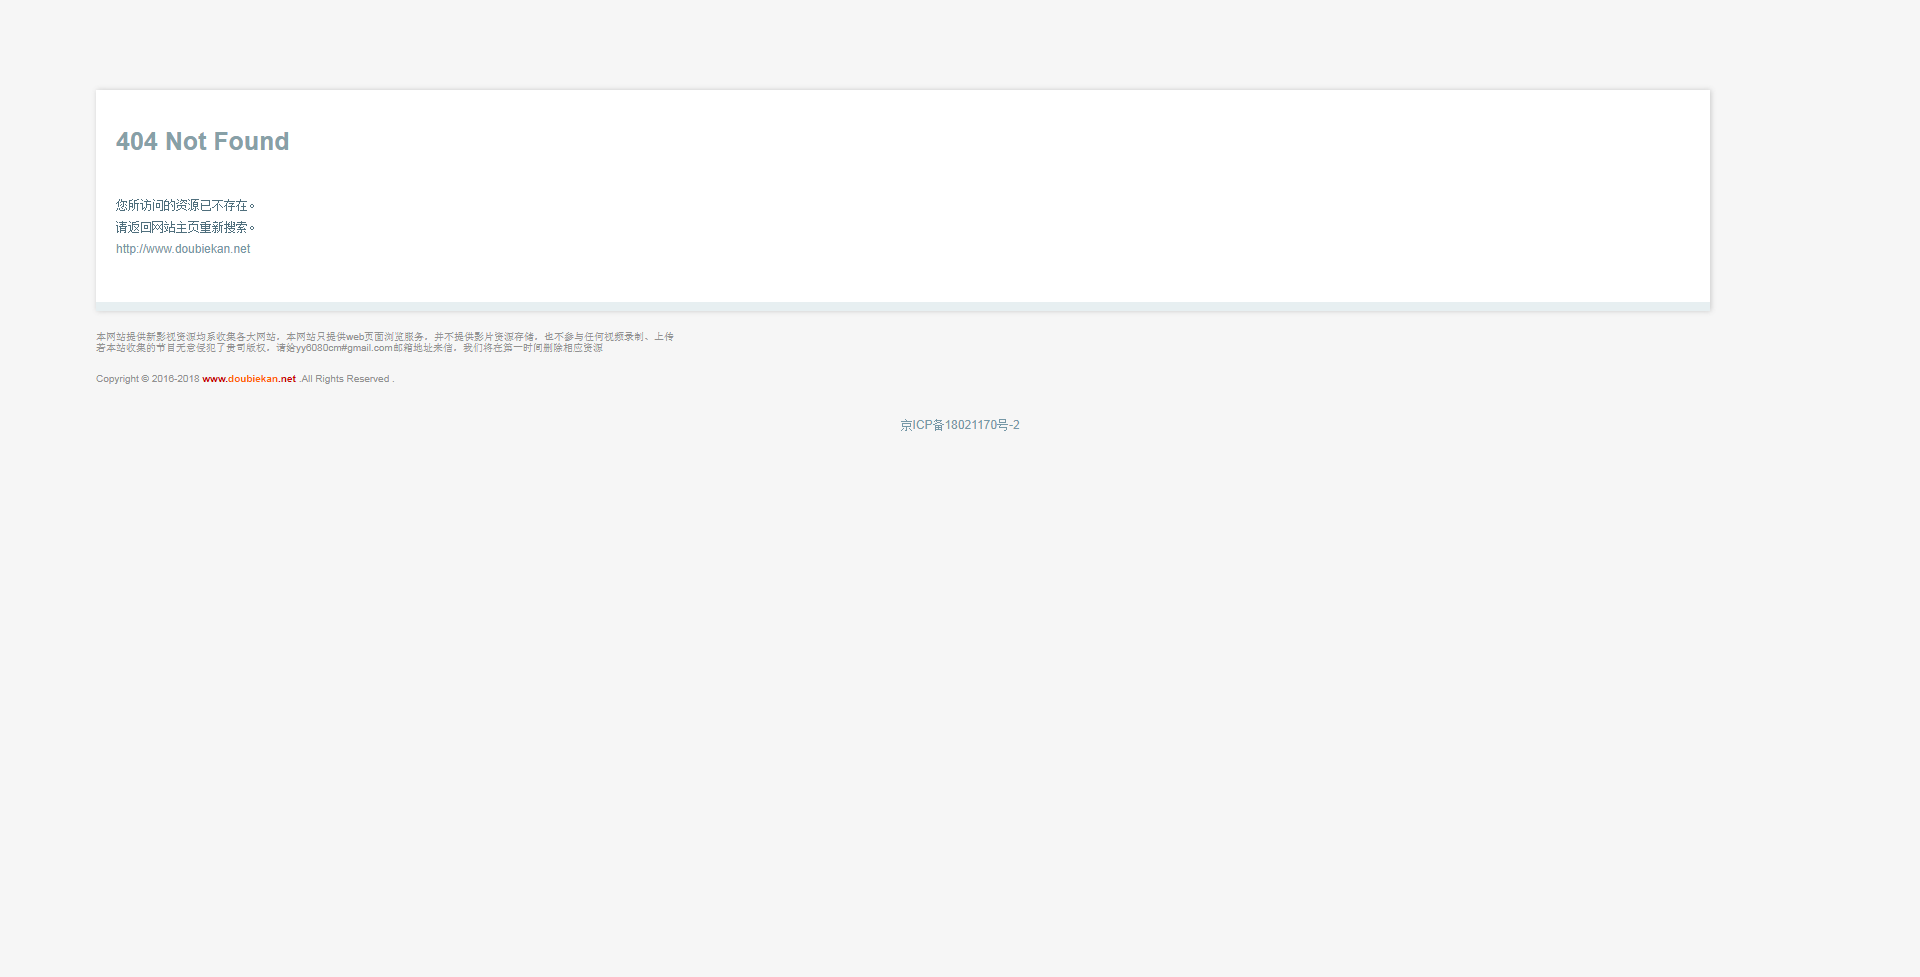 404 Not Found
您所访问的资源已不存在。
请返回网站主页重新搜索。
http://www.doubiekan.net
本网站提供新影视资源均系收集各大网站，本网站只提供web页面浏览服务，并不提供影片资源存储，也不参与任何视频录制、上传
若本站收集的节目无意侵犯了贵司版权，请给yy6080cm#gmail.com邮箱地址来信，我们将在第一时间删除相应资源
Copyright © 2016-2018 www.doubiekan.net .All Rights Reserved .
京ICP备18021170号-2